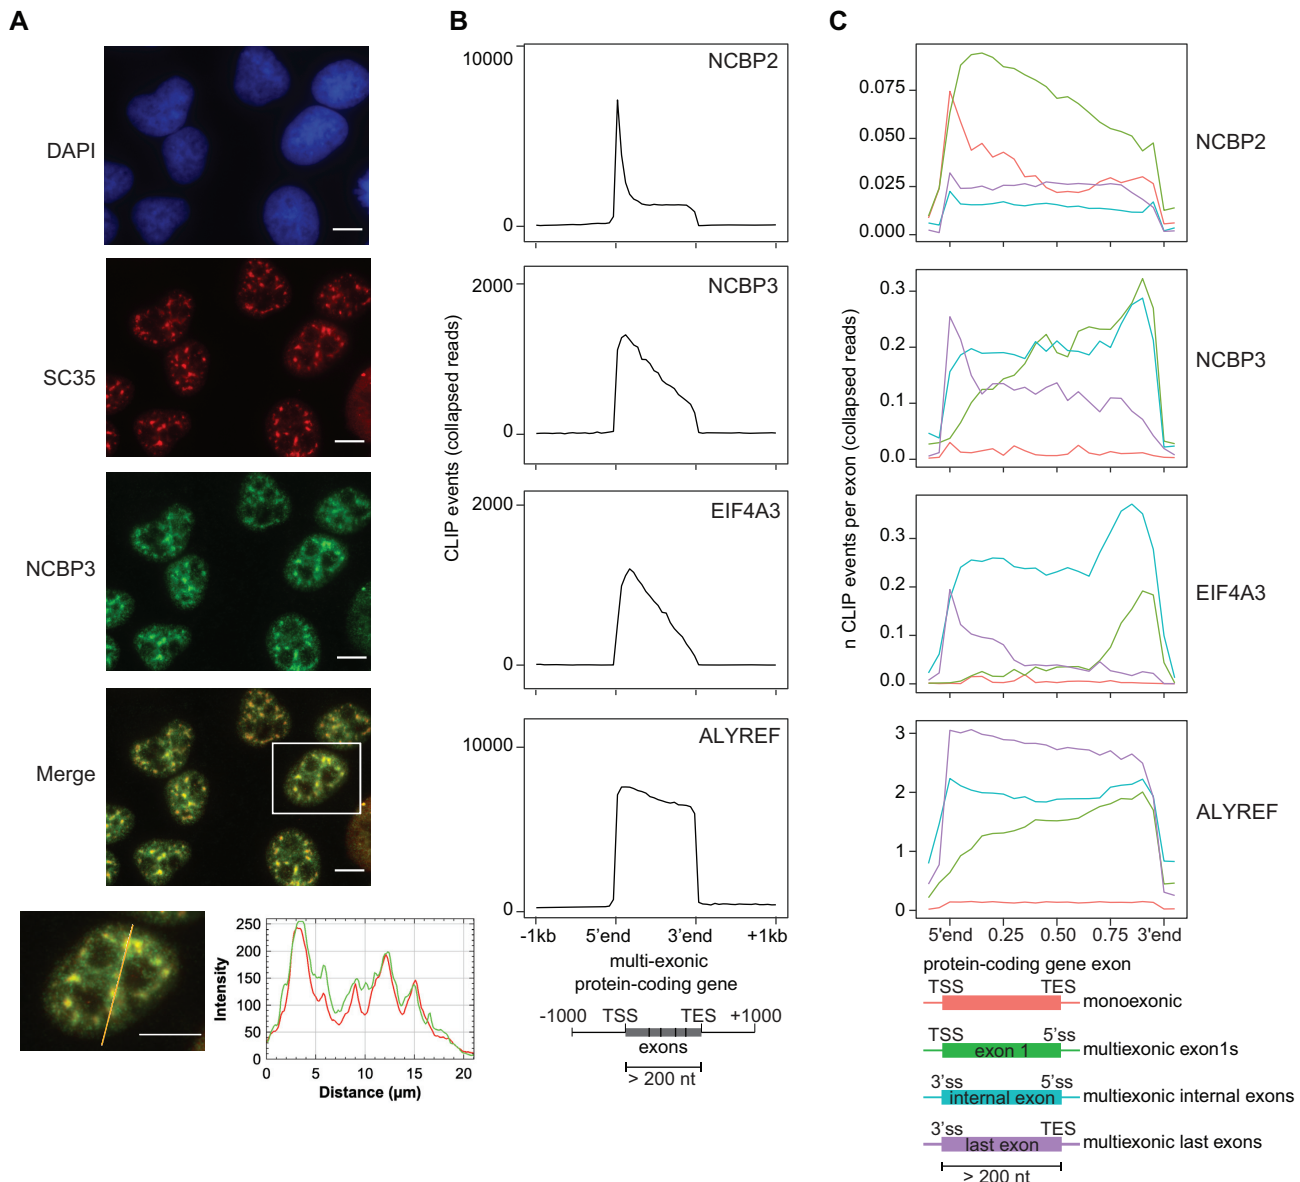 A
DAPI
SC35
NCBP3
Merge
250
200
150
100
50
0
Intensity
0 5 10 15 20
Distance (µm)
B
CLIP events (collapsed reads)
NCBP2
10000
0
NCBP3
2000
0
EIF4A3
2000
0
ALYREF
10000
0
-1kb 5'end 3'end +1kb
multi-exonic
protein-coding gene
-1000 TSS TES +1000
exons
> 200 nt
C
n CLIP events per exon (collapsed reads)
0.075
0.050
0.025
0.000
NCBP2
0.3
0.2
0.1
0.0
NCBP3
0.3
0.2
0.1
0.0
EIF4A3
3
2
1
0
ALYREF
5'end 0.25 0.50 0.75 3'end
protein-coding gene exon
TSS TES
monoexonic
TSS 5'ss
exon 1 multiexonic exon1s
3'ss 5'ss
internal exon multiexonic internal exons
3'ss TES
last exon multiexonic last exons
> 200 nt